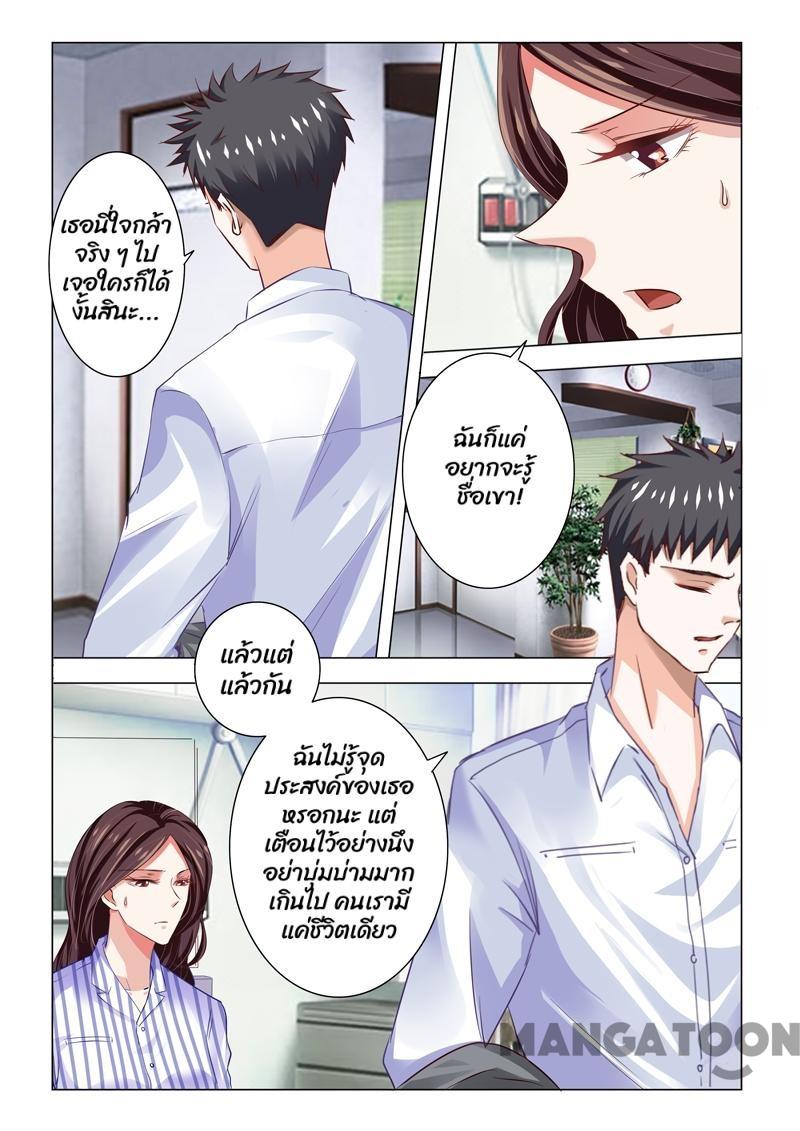 เธอนี่ใจกล้า
จริง ๆ ไป
เจอใครก็ได้
งั้นสินะ...
ฉันก็แค่
อยากจะรู้
ชื่อเขา!
แล้วแต่
แล้วกัน
ฉันไม่รู้จุด
ประสงค์ของเธอ
หรอกนะ แต่
เตือนไว้อย่างนึง
อย่าบุ่มบ่ามมาก
เกินไป คนเรามี
แค่ชีวิตเดียว
MANGATOON